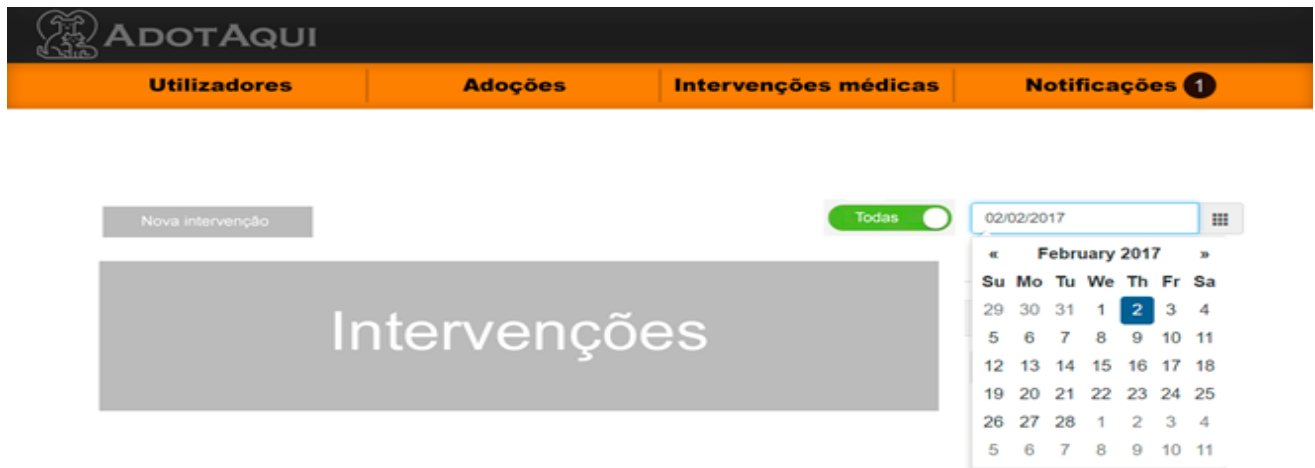 ADOTAQUI
Utilizadores Adoções Intervenções médicas Notificações 1
Nova intervenção Todas 02/02/2017
« February 2017 »
Su Mo Tu We Th Fr Sa
29 30 31 1 2 3 4
5 6 7 8 9 10 11
12 13 14 15 16 17 18
19 20 21 22 23 24 25
26 27 28 1 2 3 4
5 6 7 8 9 10 11
Intervenções